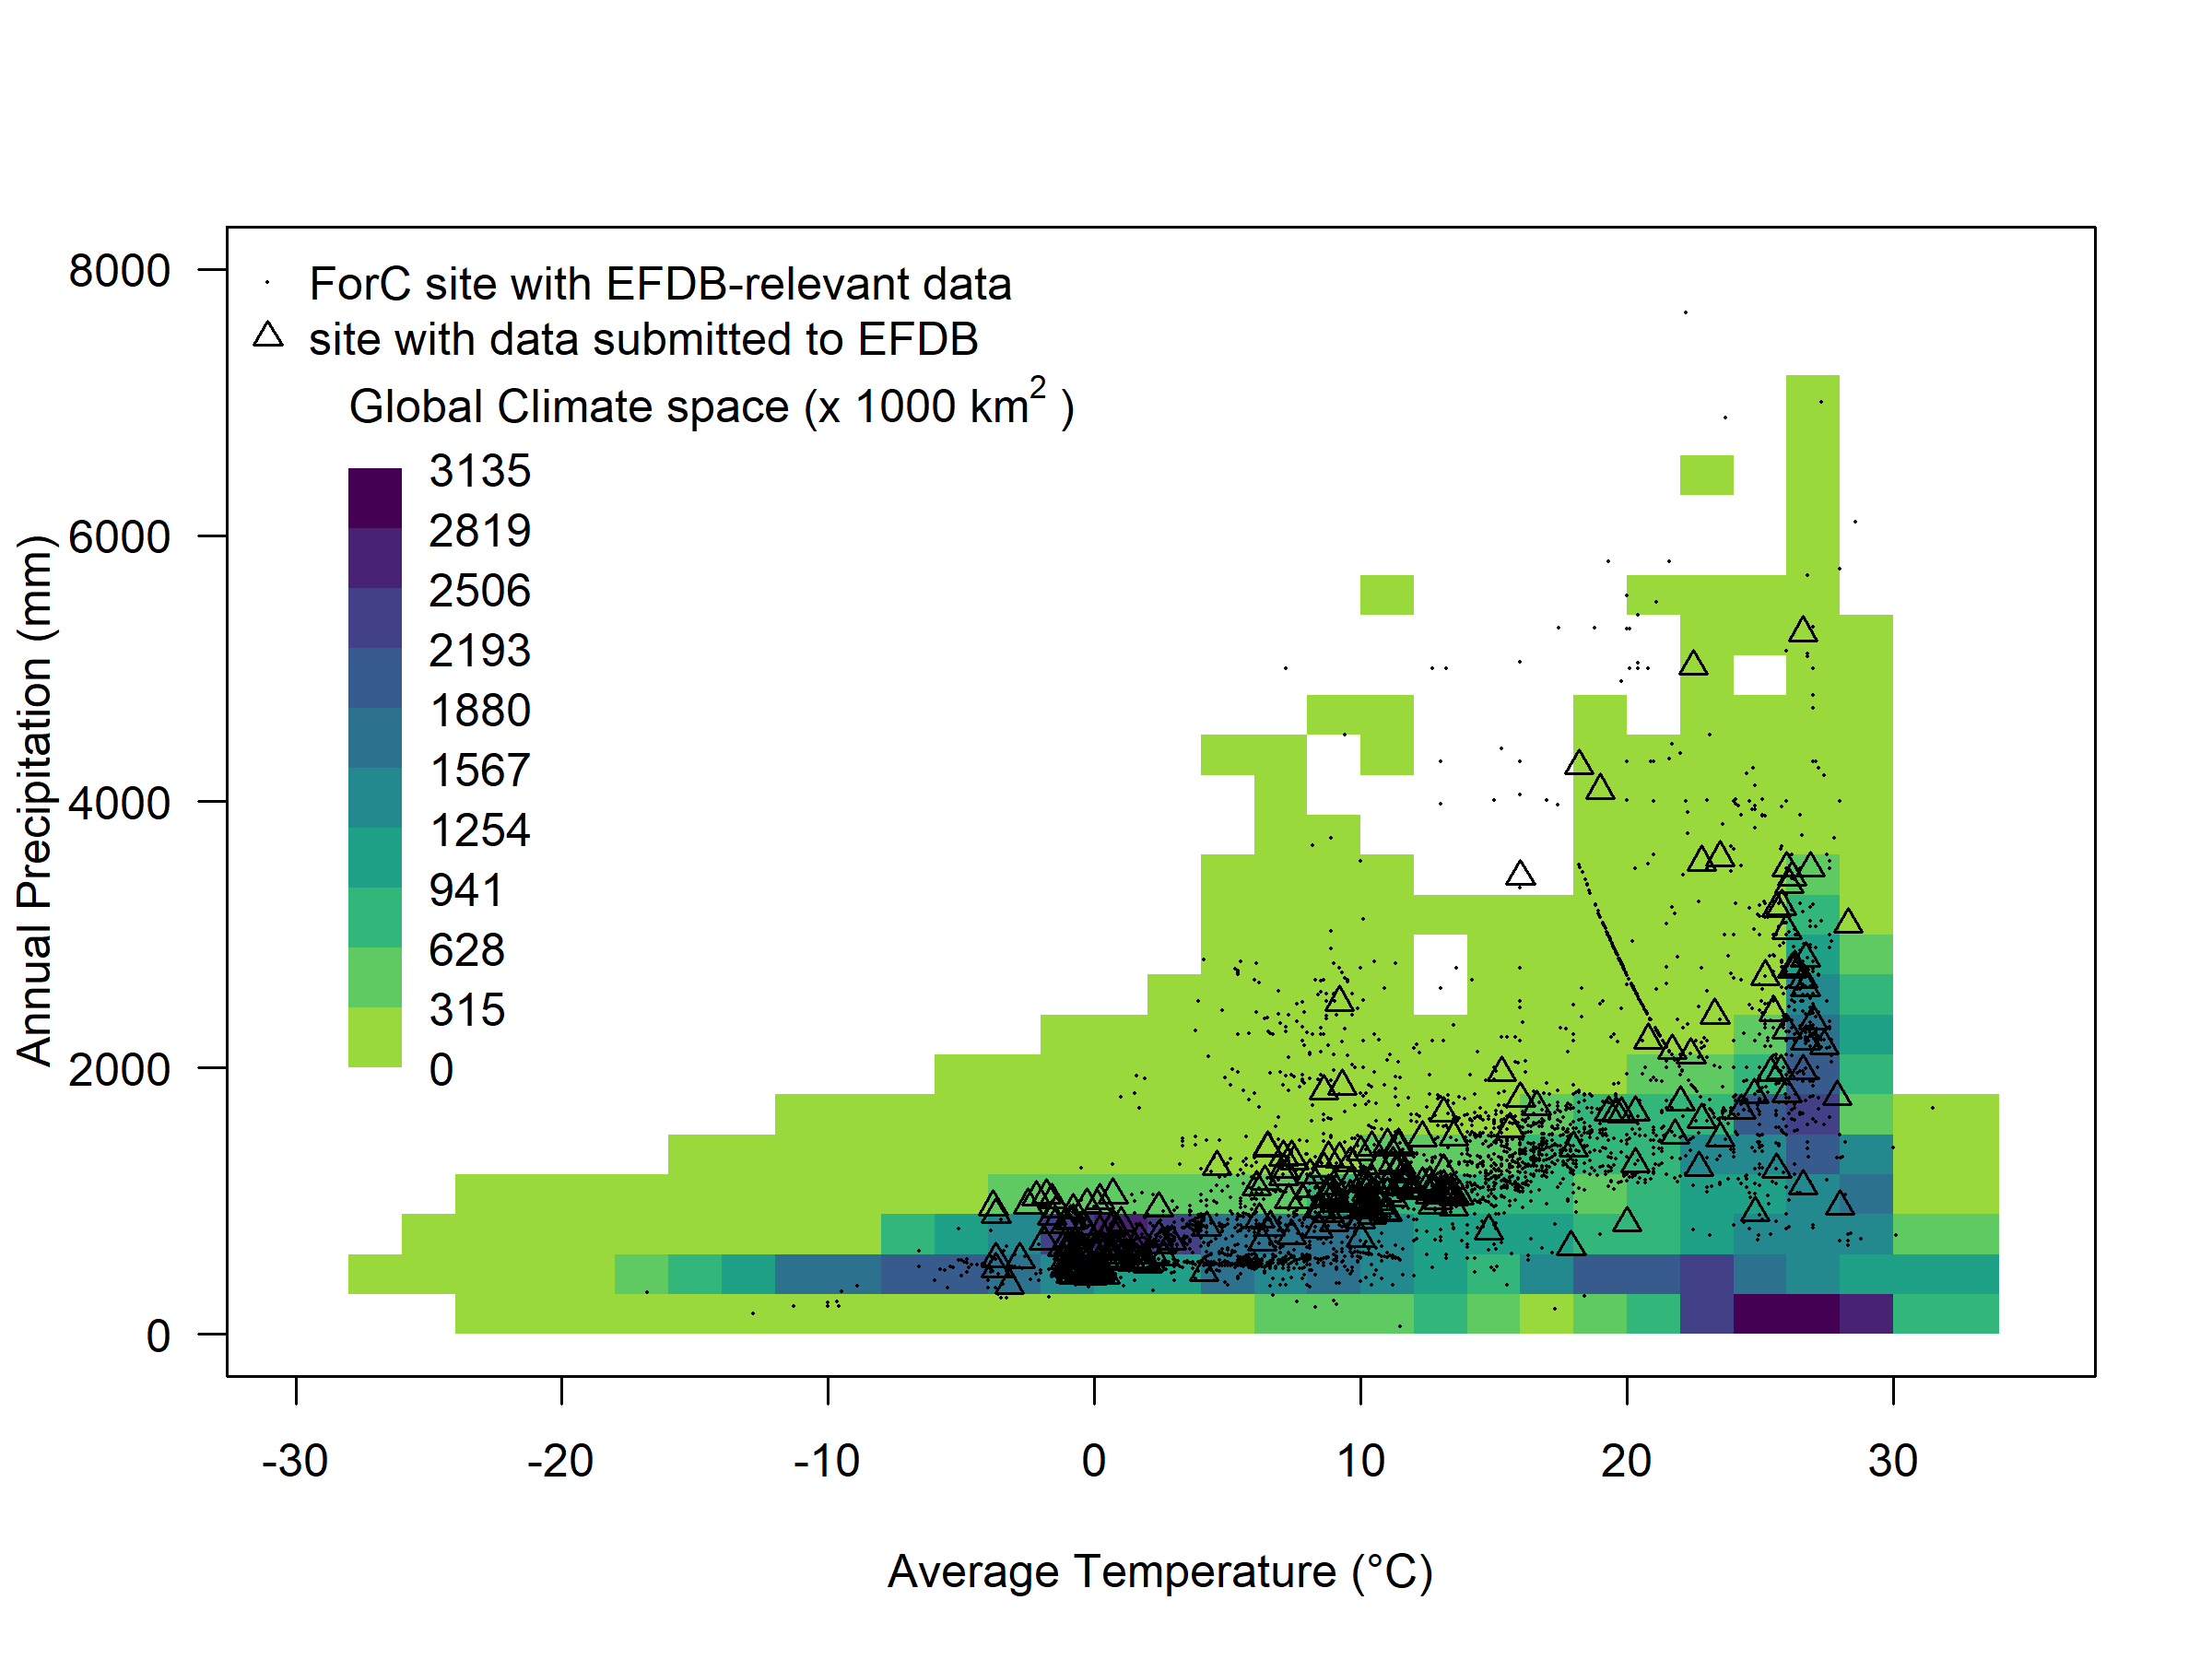 ForC site with EFDB-relevant data
site with data submitted to EFDB
Global Climate space (x 1000 km2 )
3135
2819
2506
2193
1880
1567
1254
941
628
315
0
Annual Precipitation (mm)
8000
6000
4000
2000
0
-30 -20 -10 0 10 20 30
Average Temperature (°C)